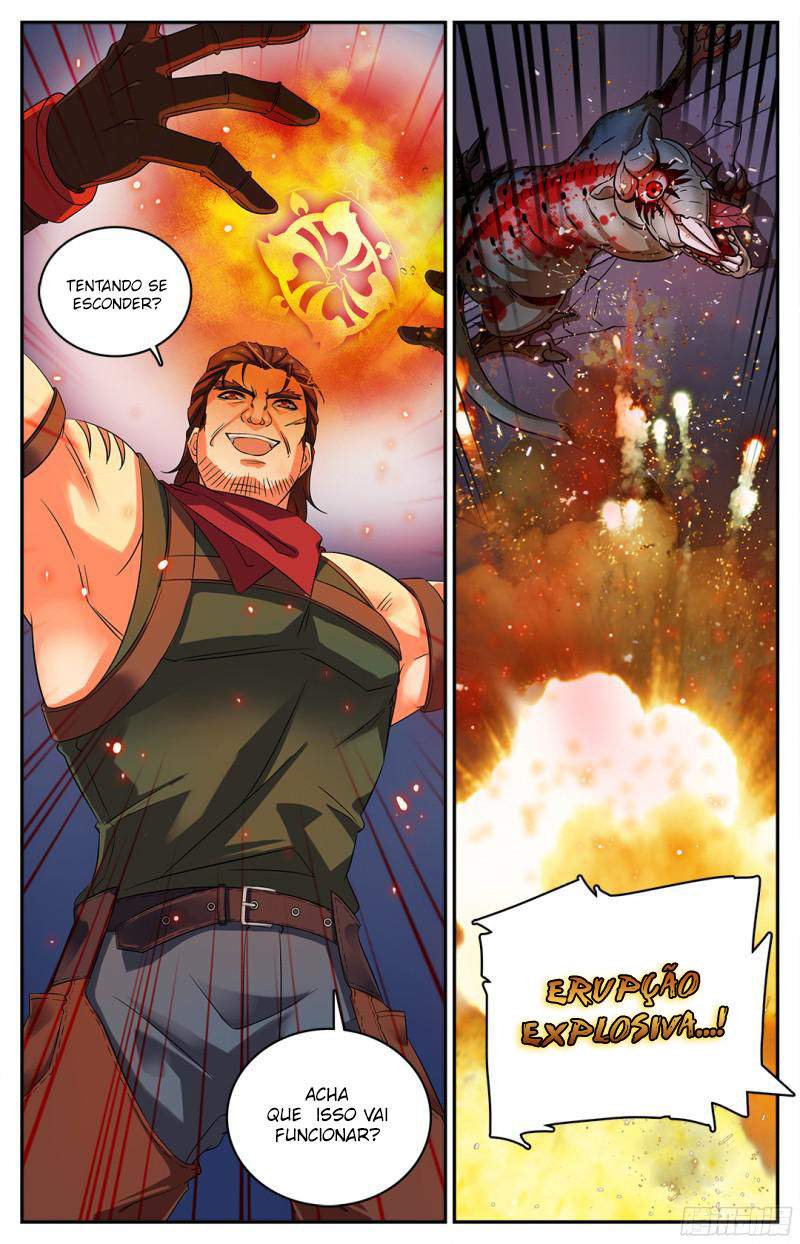 TENTANDO SE
ESCONDER?
ACHA
QUE ISSO VAI
FUNCIONAR?
ERUPÇÃO
EXPLOSIVA...!